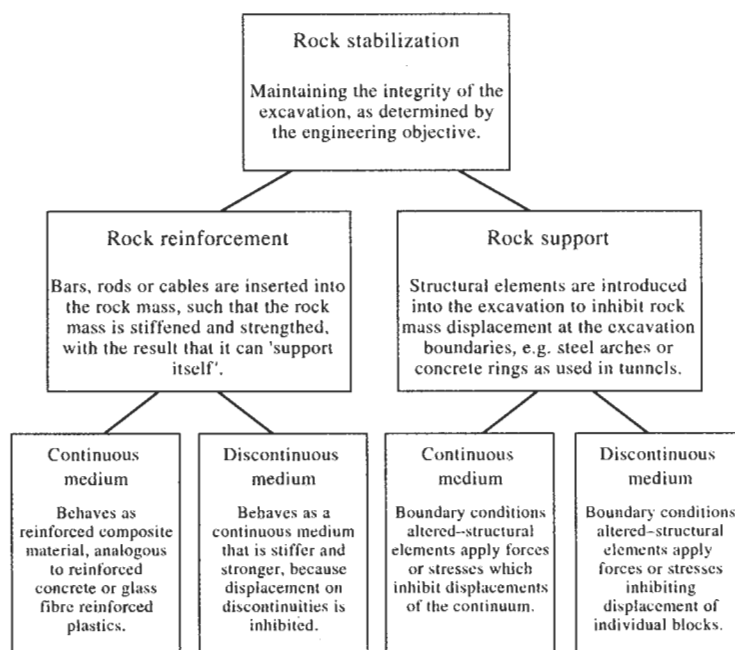 Rock stabilization
Maintaining the integrity of the
excavation, as determined by
the engineering objective.
Rock reinforcement
Bars, rods or cables are inserted into
the rock mass, such that the rock
mass is stiffened and strengthed,
with the result that it can 'support
itself'.
Rock support
Structural elements are introduced
into the excavation to inhibit rock
mass displacement at the excavation
boundaries, e.g. steel arches or
concrete rings as used in tunnels.
Continuous
medium
Behaves as
reinforced composite
material, analogous
to reinforced
concrete or glass
fibre reinforced
plastics.
Discontinuous
medium
Behaves as a
continuous medium
that is stiffer and
stronger, because
displacement on
discontinuities is
inhibited.
Continuous
medium
Boundary conditions
altered–structural
elements apply forces
or stresses which
inhibit displacements
of the continuum.
Discontinuous
medium
Boundary conditions
altered–structural
elements apply
forces or stresses
inhibiting
displacement of
individual blocks.